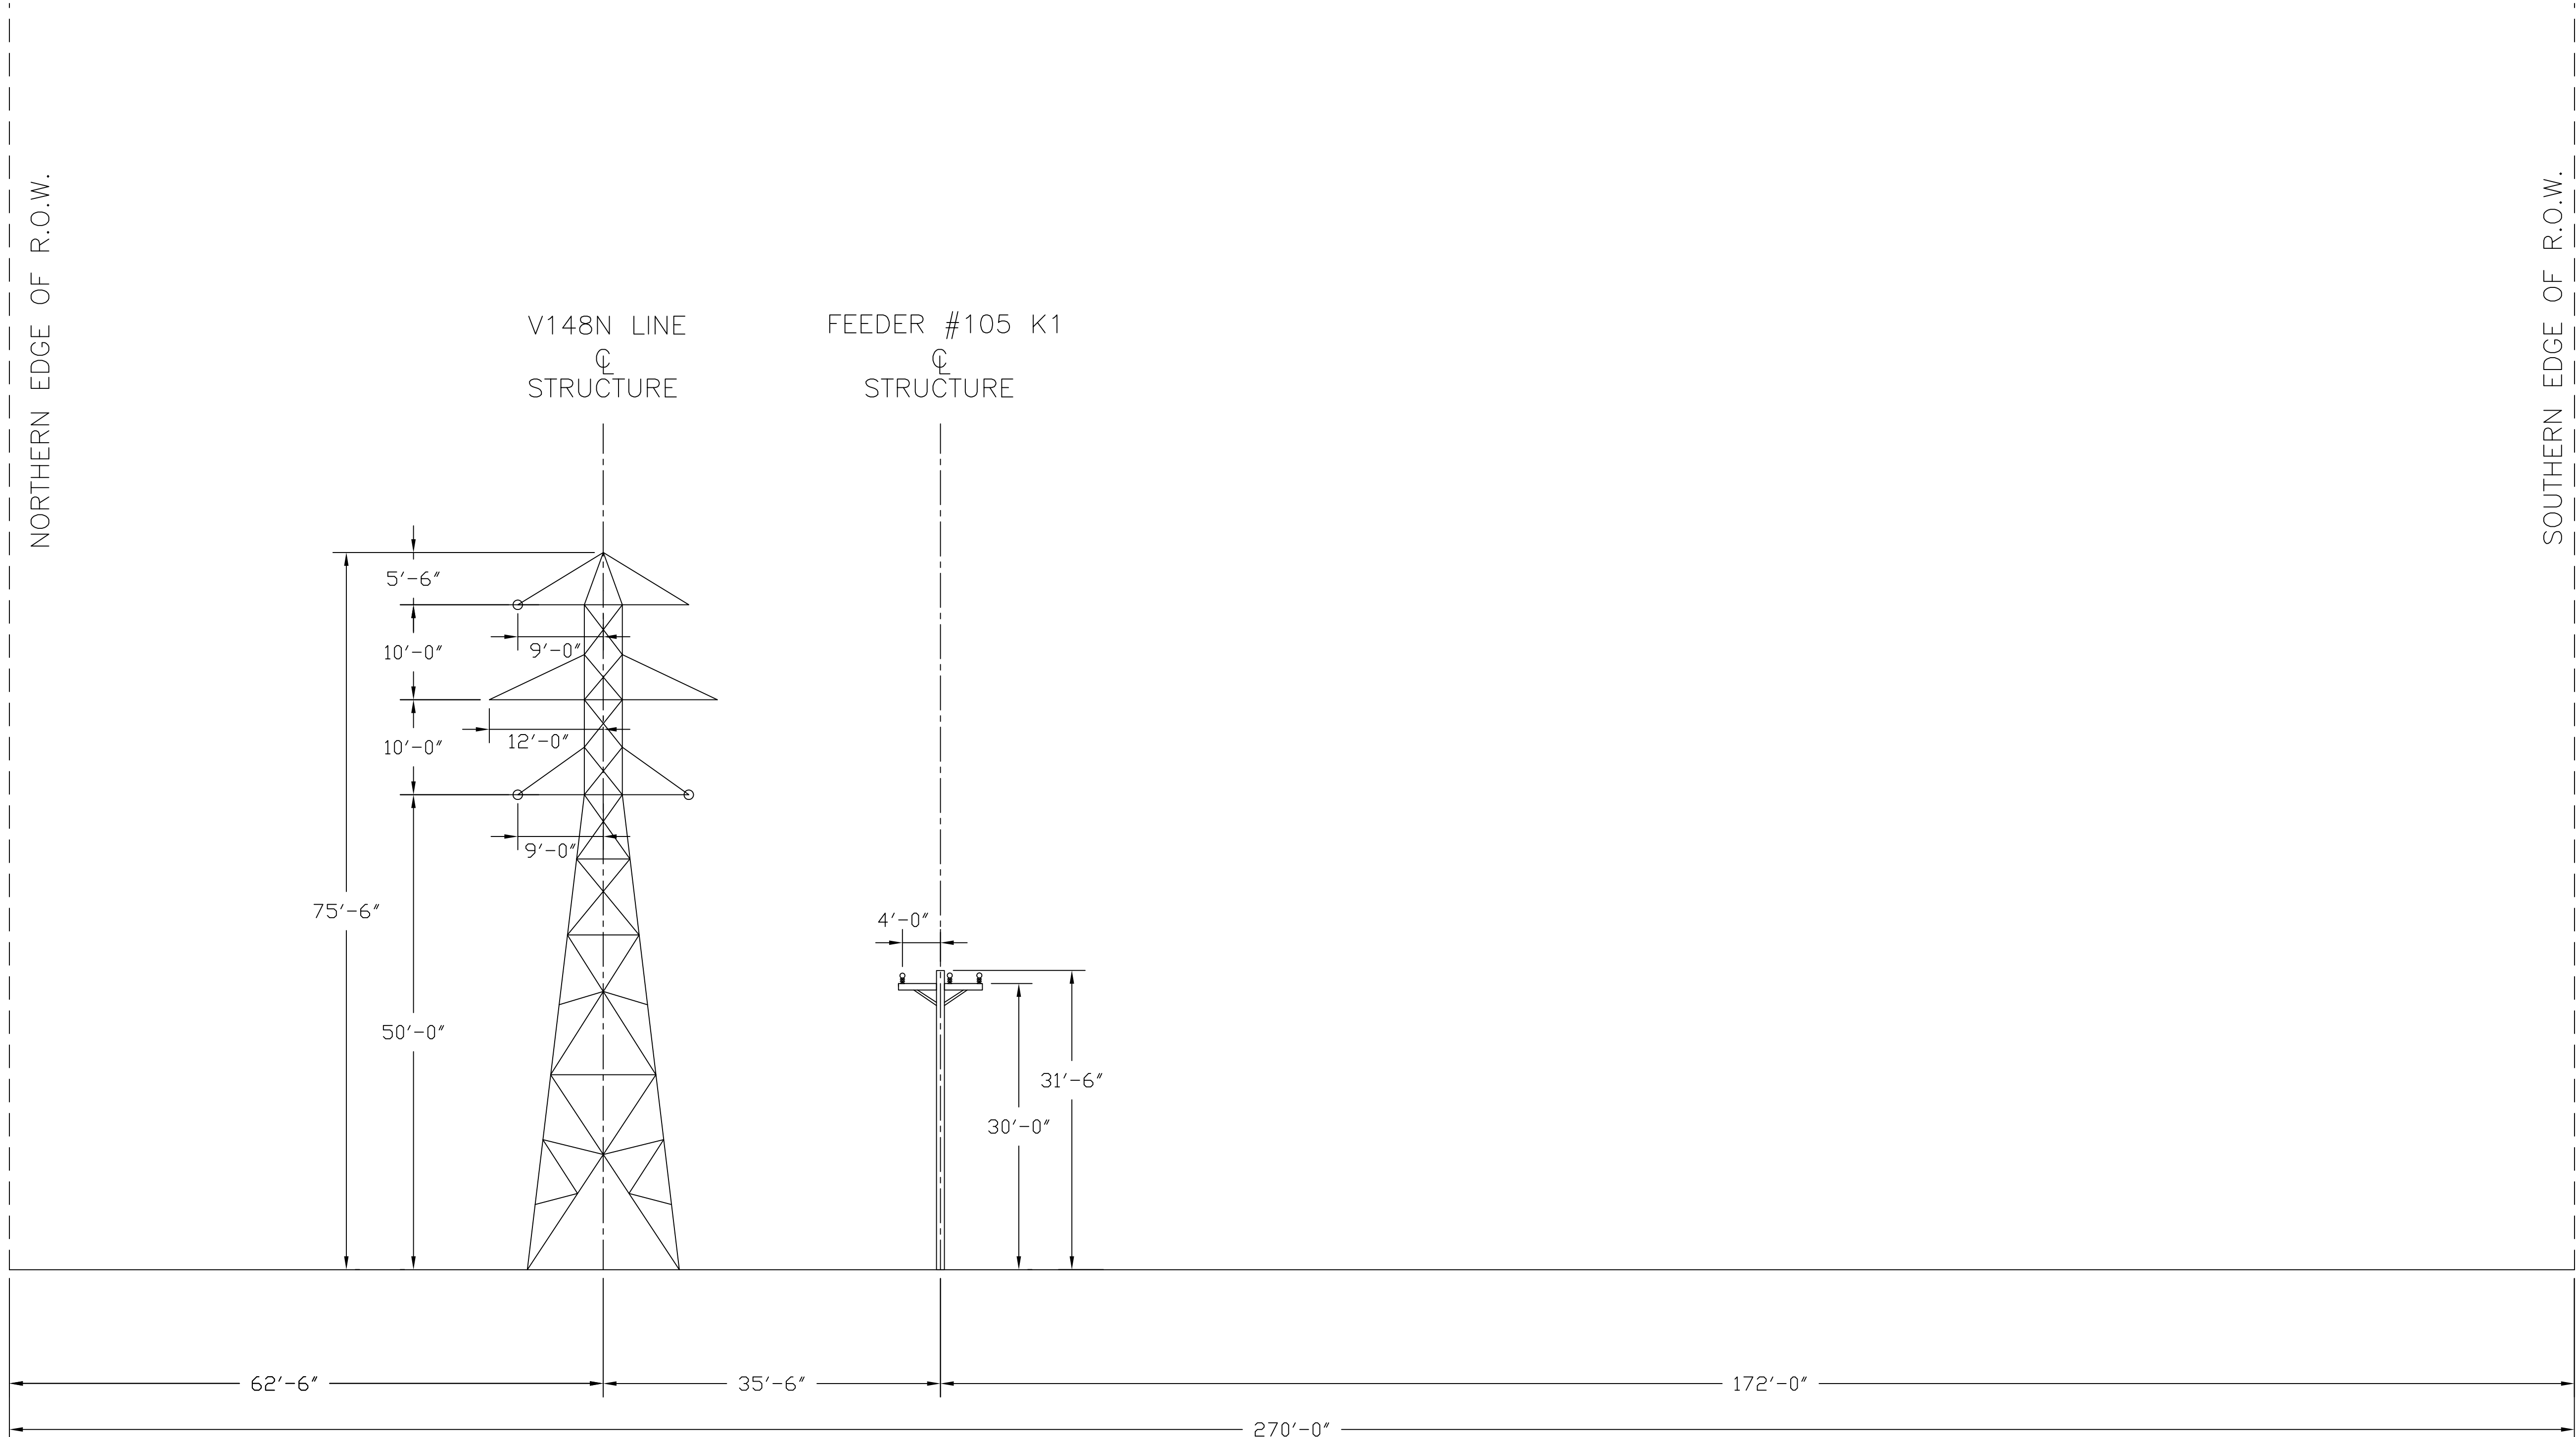 NORTHERN EDGE OF R.O.W.
SOUTHERN EDGE OF R.O.W.
V148N LINE
℄
STRUCTURE
FEEDER #105 K1
℄
STRUCTURE
5'-6"
9'-0"
10'-0"
12'-0"
10'-0"
9'-0"
75'-6"
50'-0"
4'-0"
31'-6"
30'-0"
62'-6"
35'-6"
172'-0"
270'-0"